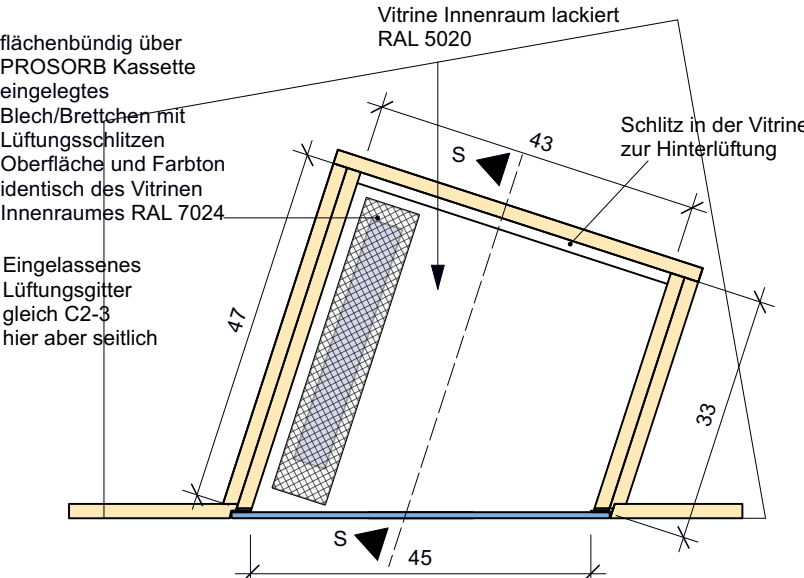 Vitrine Innenraum lackiert
RAL 5020
flächenbündig über
PROSORB Kassette
eingelegtes
Blech/Brettchen mit
Lüftungsschlitzen
Oberfläche und Farbton
identisch des Vitrinen
Innenraumes RAL 7024
Schlitz in der Vitrine
zur Hinterlüftung
Eingelassenes
Lüftungsgitter
gleich C2-3
hier aber seitlich
S
43
47
33
S
45